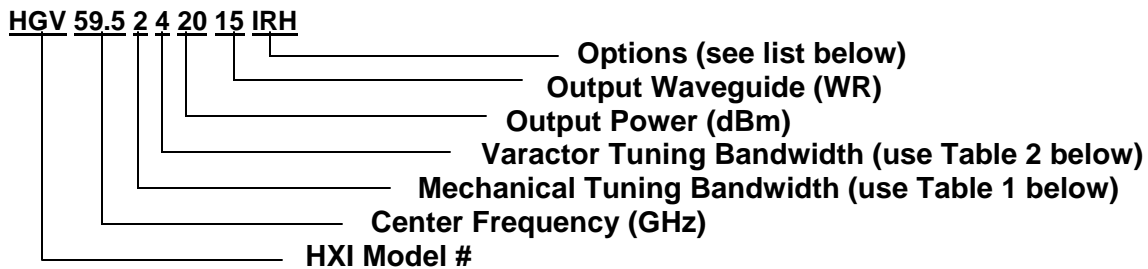 HGV 59.5 2 4 20 15 IRH
Options (see list below)
Output Waveguide (WR)
Output Power (dBm)
Varactor Tuning Bandwidth (use Table 2 below)
Mechanical Tuning Bandwidth (use Table 1 below)
Center Frequency (GHz)
HXI Model #